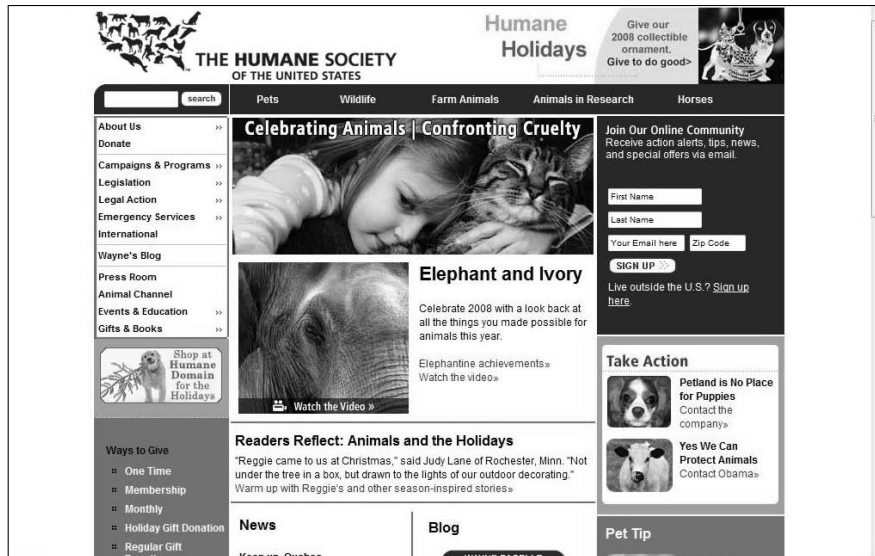 THE HUMANE SOCIETY
OF THE UNITED STATES
Humane
Holidays
Give our
2008 collectible
ornament.
Give to do good>
search
Pets
Wildlife
Farm Animals
Animals in Research
Horses
About Us »
Donate
Campaigns & Programs »
Legislation »
Legal Action »
Emergency Services »
International
Wayne's Blog
Press Room
Animal Channel
Events & Education »
Gifts & Books »
Shop at
Humane
Domain
for the
Holidays
Ways to Give
One Time
Membership
Monthly
Holiday Gift Donation
Regular Gift
Celebrating Animals | Confronting Cruelty
Watch the Video »
Elephant and Ivory
Celebrate 2008 with a look back at
all the things you made possible for
animals this year.
Elephantine achievements»
Watch the video»
Readers Reflect: Animals and the Holidays
"Reggie came to us at Christmas," said Judy Lane of Rochester, Minn. "Not
under the tree in a box, but drawn to the lights of our outdoor decorating."
Warm up with Reggie's and other season-inspired stories»
News
Blog
Join Our Online Community
Receive action alerts, tips, news,
and special offers via email.
First Name
Last Name
Your Email here
Zip Code
SIGN UP »
Live outside the U.S.? Sign up
here.
Take Action
Petland is No Place
for Puppies
Contact the
company»
Yes We Can
Protect Animals
Contact Obama»
Pet Tip